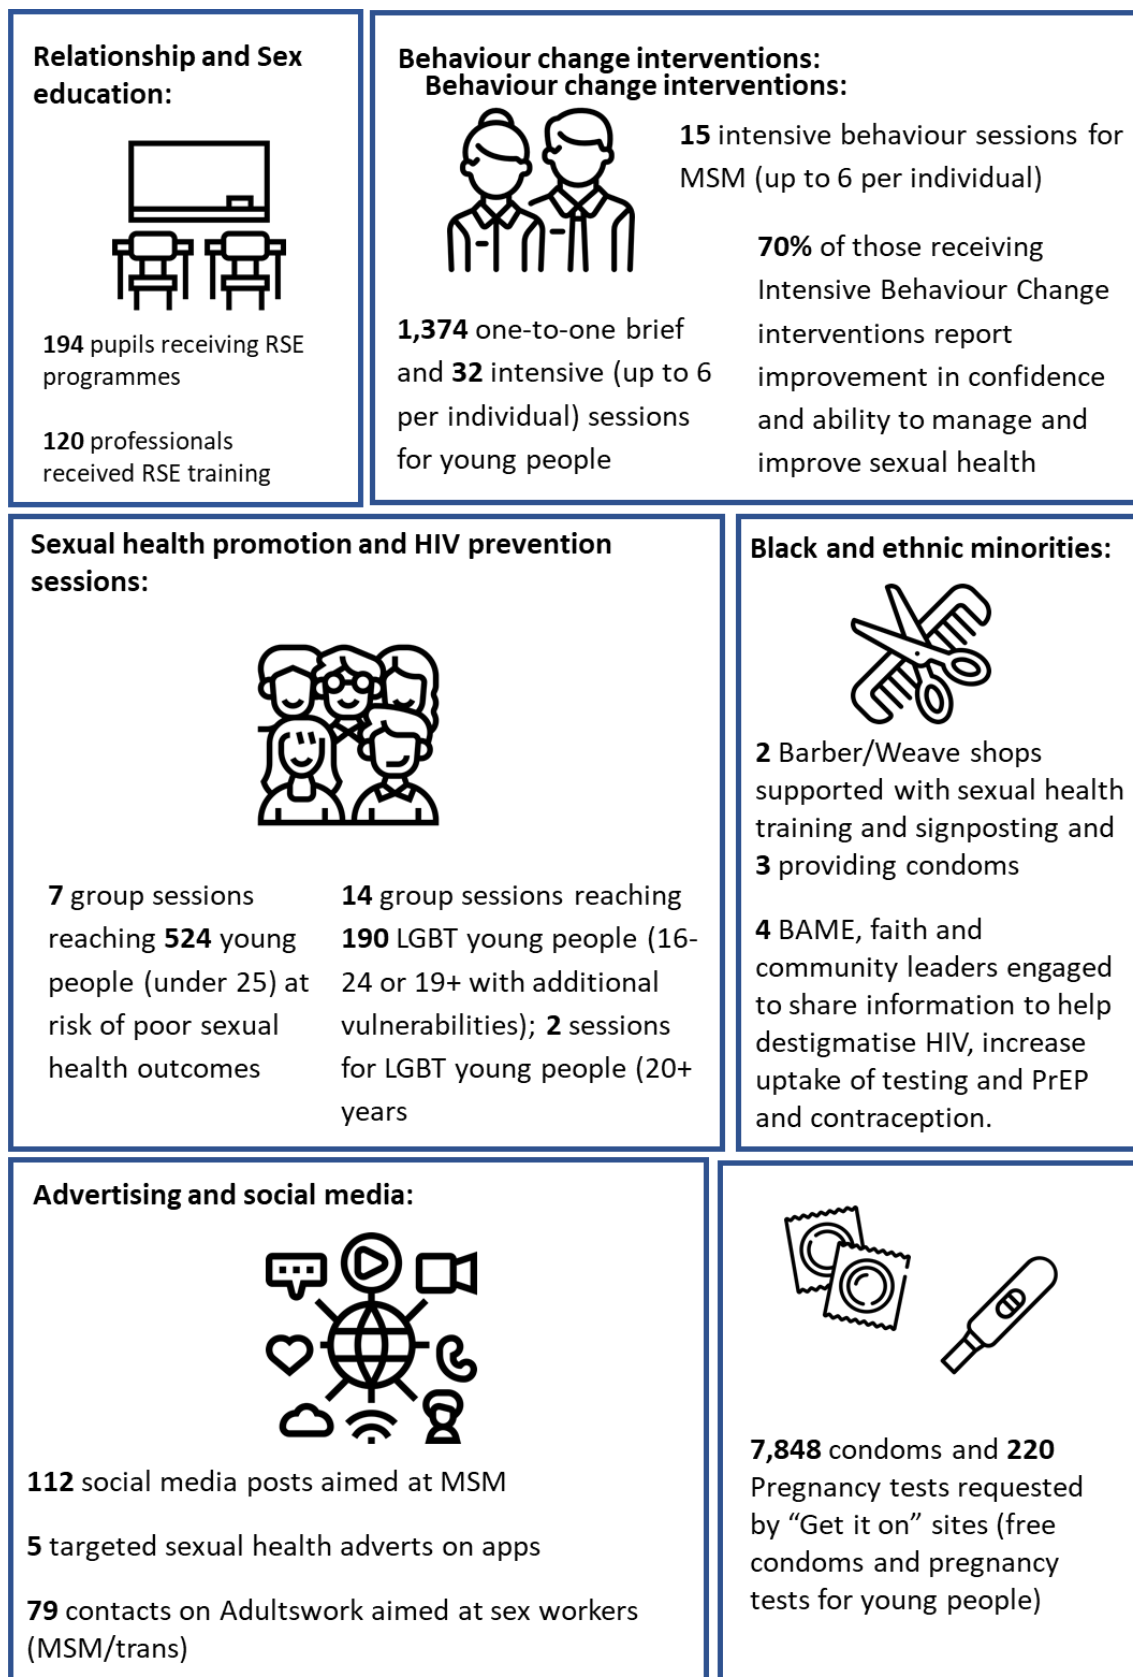 Relationship and Sex
education:
194 pupils receiving RSE
programmes
120 professionals
received RSE training
Behaviour change interventions:
Behaviour change interventions:
15 intensive behaviour sessions for
MSM (up to 6 per individual)
1,374 one-to-one brief
and 32 intensive (up to 6
per individual) sessions
for young people
70% of those receiving
Intensive Behaviour Change
interventions report
improvement in confidence
and ability to manage and
improve sexual health
Sexual health promotion and HIV prevention
sessions:
7 group sessions
reaching 524 young
people (under 25) at
risk of poor sexual
health outcomes
14 group sessions reaching
190 LGBT young people (16-
24 or 19+ with additional
vulnerabilities); 2 sessions
for LGBT young people (20+
years
Black and ethnic minorities:
2 Barber/Weave shops
supported with sexual health
training and signposting and
3 providing condoms
4 BAME, faith and
community leaders engaged
to share information to help
destigmatise HIV, increase
uptake of testing and PrEP
and contraception.
Advertising and social media:
112 social media posts aimed at MSM
5 targeted sexual health adverts on apps
79 contacts on Adultswork aimed at sex workers
(MSM/trans)
7,848 condoms and 220
Pregnancy tests requested
by “Get it on” sites (free
condoms and pregnancy
tests for young people)